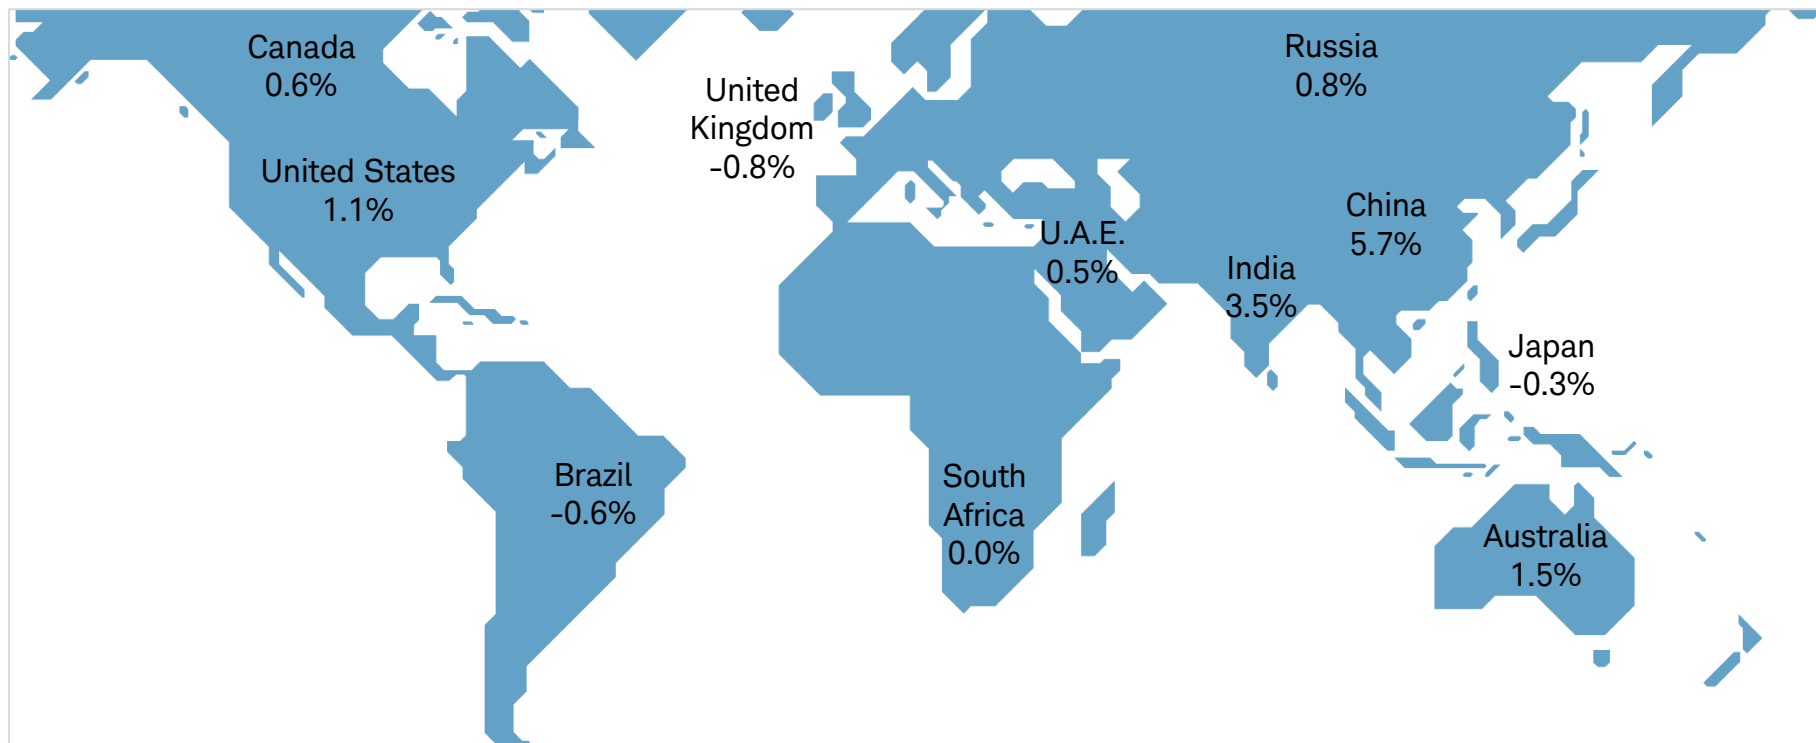 Canada
0.6%
Russia
0.8%
United
Kingdom
-0.8%
United States
1.1%
China
5.7%
U.A.E.
0.5%
India
3.5%
Japan
-0.3%
Brazil
-0.6%
South
Africa
0.0%
Australia
1.5%